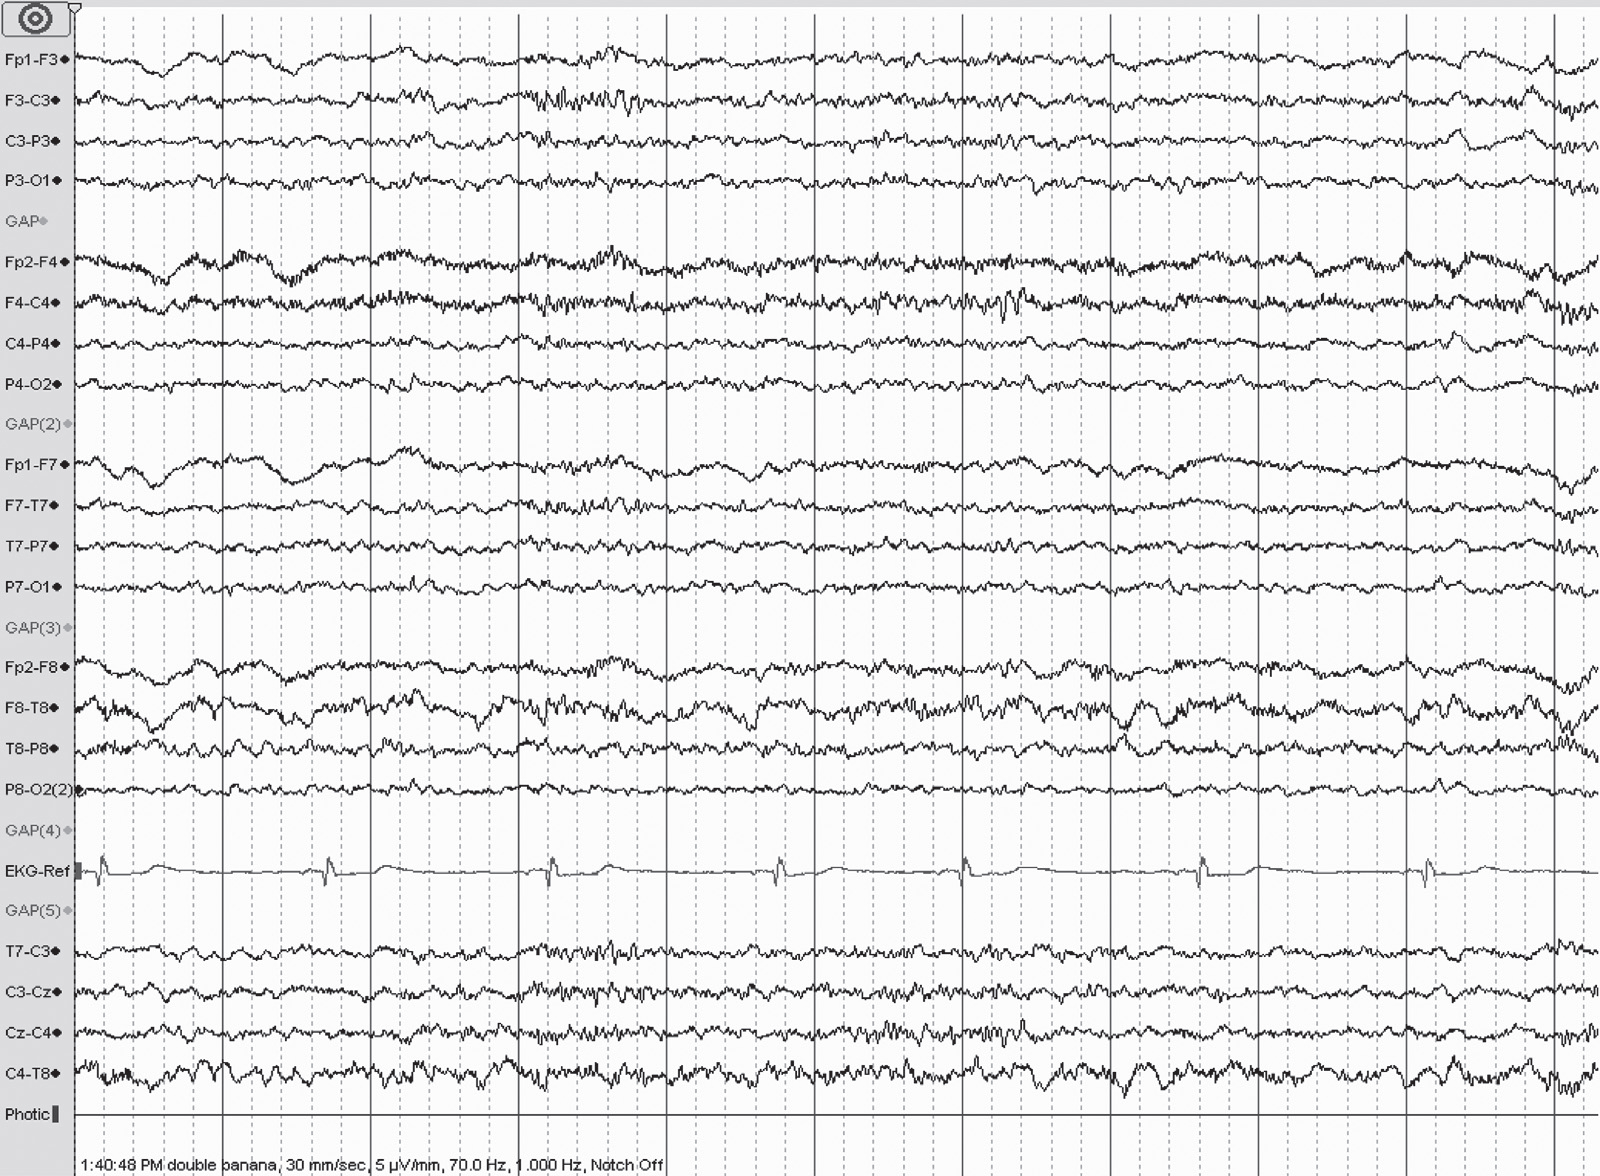 Fp1-F3
F3-C3
C3-P3
P3-O1
GAP
Fp2-F4
F4-C4
C4-P4
P4-O2
GAP(2)
Fp1-F7
F7-T7
T7-P7
P7-O1
GAP(3)
Fp2-F8
F8-T8
T8-P8
P8-O2(2)
GAP(4)
EKG-Ref
GAP(5)
T7-C3
C3-Cz
Cz-C4
C4-T8
Photic
1:40:48 PM double banana, 30 mm/sec, 5 µV/mm, 70.0 Hz, 1.000 Hz, Notch Off